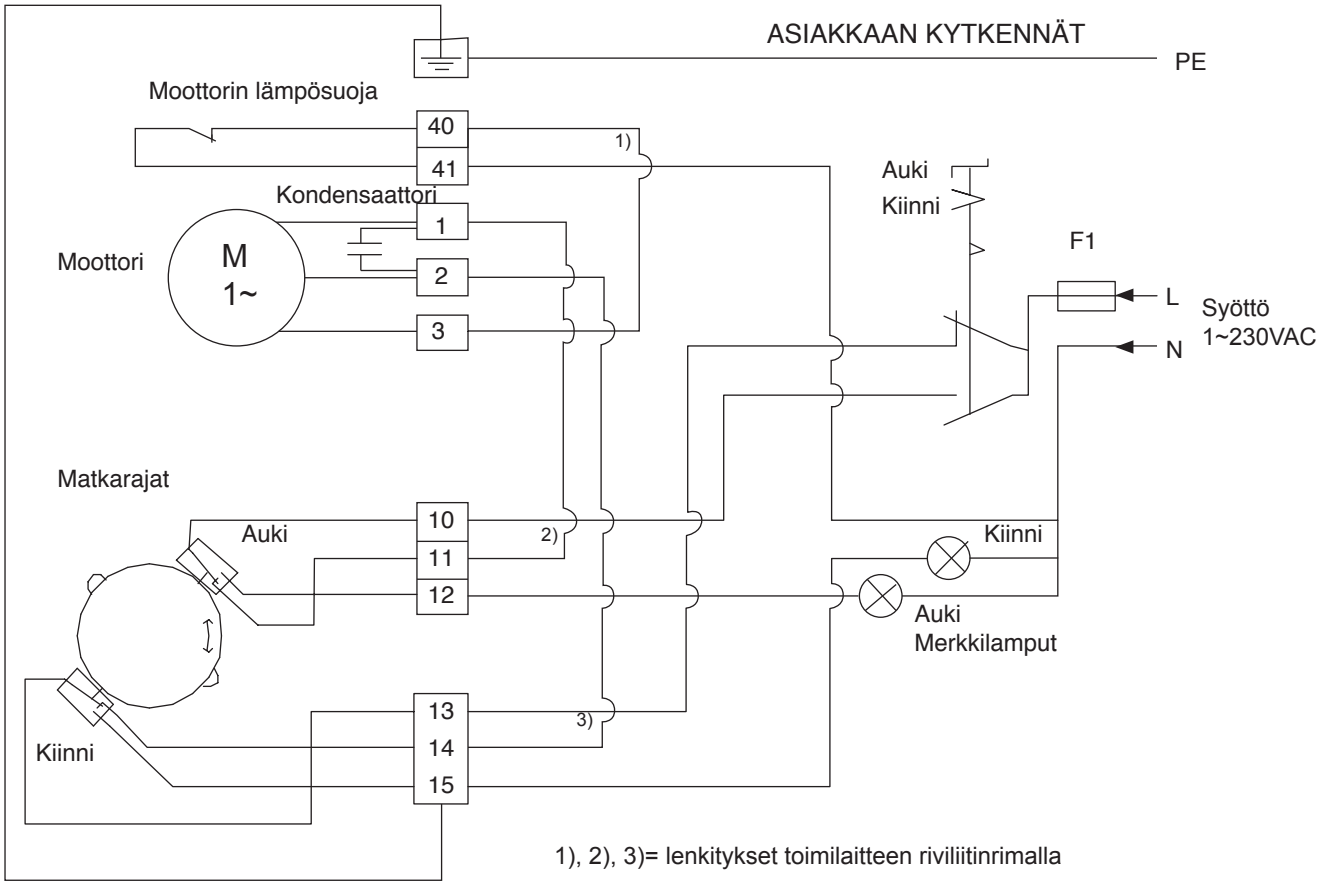 ASIAKKAAN KYTKENNÄT
PE
Moottorin lämpösuoja
40
1)
41
Auki
Kiinni
Kondensaattori
1
F1
Moottori
M
1~
2
L
Syöttö
1~230VAC
3
N
Matkarajat
10
Auki
2)
Kiinni
11
12
Auki
Merkkilamput
13
3)
14
Kiinni
15
1), 2), 3)= lenkitykset toimilaitteen riviliitinrimalla